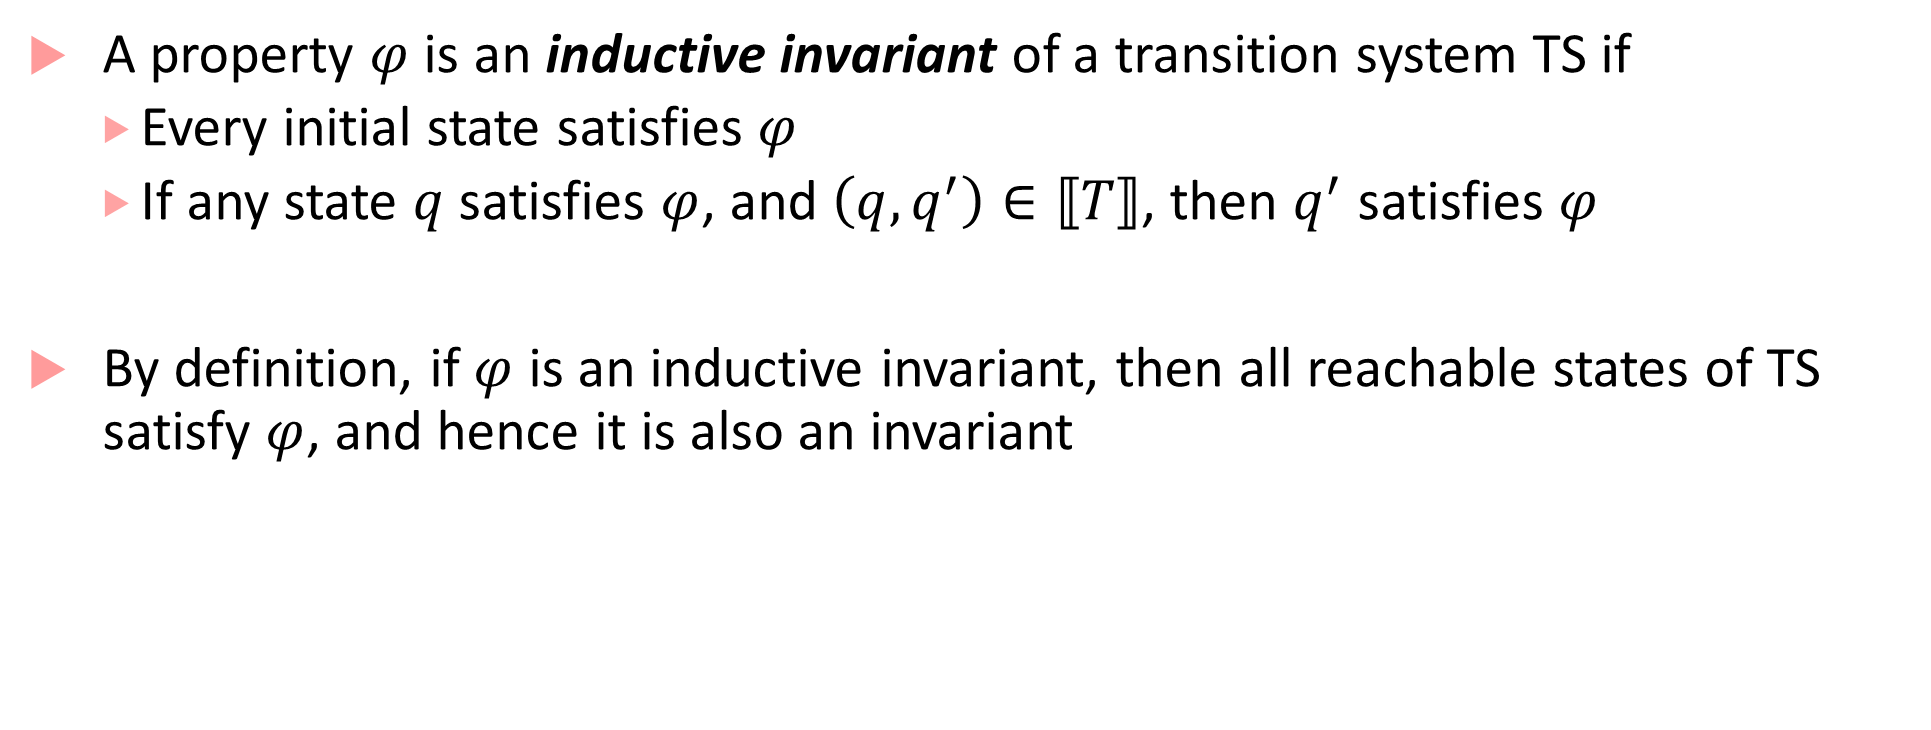 A property φ is an inductive invariant of a transition system TS if
Every initial state satisfies φ
If any state q satisfies φ, and (q, q′) ∈ ⟦T⟧, then q′ satisfies φ
By definition, if φ is an inductive invariant, then all reachable states of TS
satisfy φ, and hence it is also an invariant